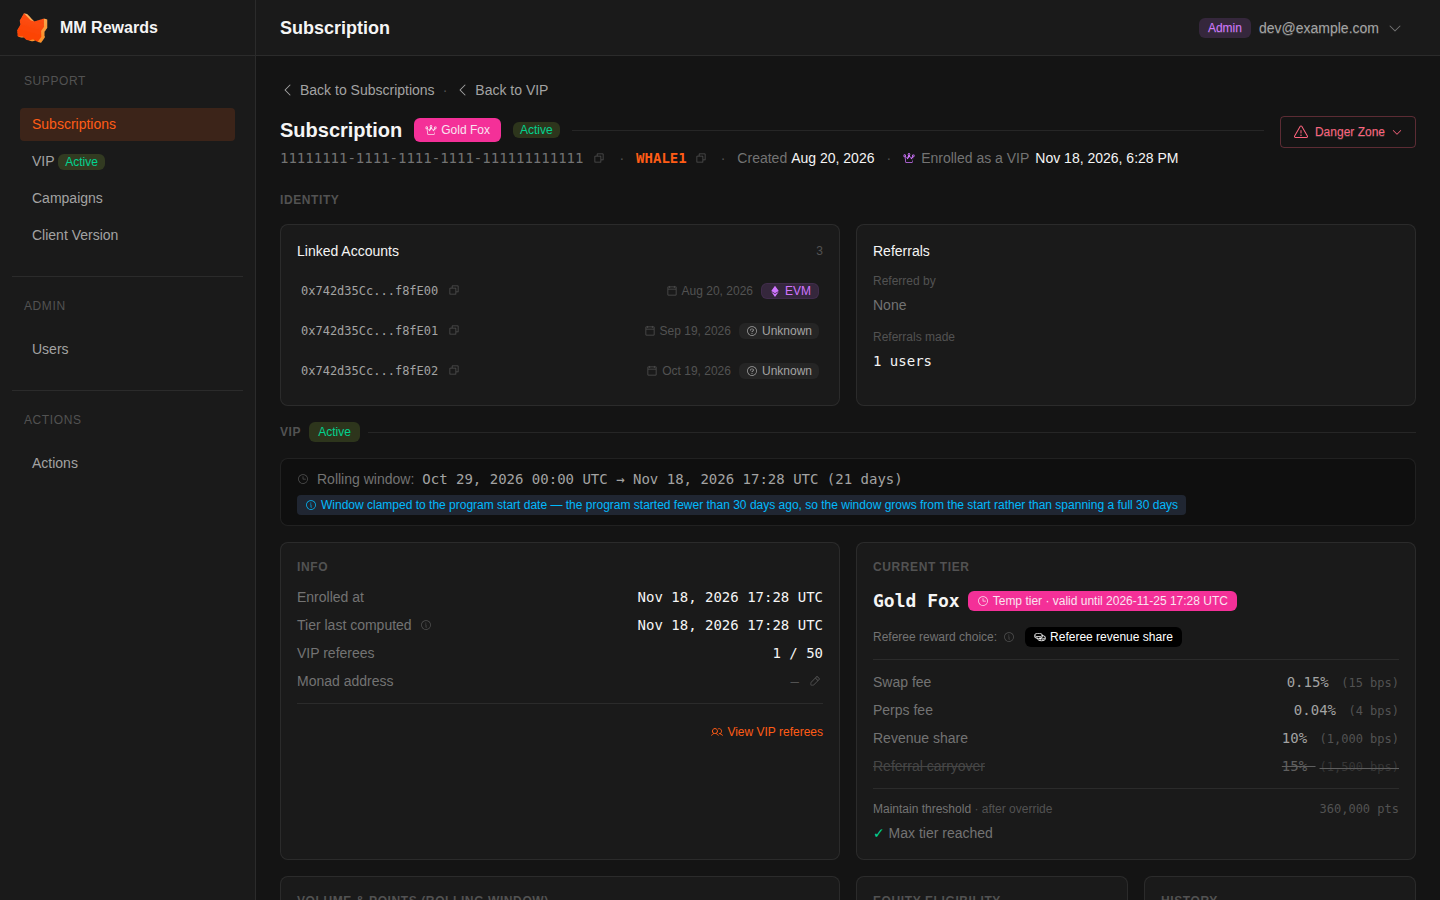 MM Rewards
Subscription
Admin
dev@example.com
SUPPORT
Subscriptions
VIP Active
Campaigns
Client Version
ADMIN
Users
ACTIONS
Actions
Back to Subscriptions · Back to VIP
Subscription Gold Fox Active
Danger Zone
11111111-1111-1111-1111-111111111111 · WHALE1 · Created Aug 20, 2026 · Enrolled as a VIP Nov 18, 2026, 6:28 PM
IDENTITY
Linked Accounts 3
0x742d35Cc...f8fE00 Aug 20, 2026 EVM
0x742d35Cc...f8fE01 Sep 19, 2026 Unknown
0x742d35Cc...f8fE02 Oct 19, 2026 Unknown
Referrals
Referred by
None
Referrals made
1 users
VIP Active
Rolling window: Oct 29, 2026 00:00 UTC → Nov 18, 2026 17:28 UTC (21 days)
Window clamped to the program start date — the program started fewer than 30 days ago, so the window grows from the start rather than spanning a full 30 days
INFO
Enrolled at Nov 18, 2026 17:28 UTC
Tier last computed Nov 18, 2026 17:28 UTC
VIP referees 1 / 50
Monad address —
View VIP referees
CURRENT TIER
Gold Fox Temp tier · valid until 2026-11-25 17:28 UTC
Referee reward choice: Referee revenue share
Swap fee 0.15% (15 bps)
Perps fee 0.04% (4 bps)
Revenue share 10% (1,000 bps)
Referral carryover 15% (1,500 bps)
Maintain threshold · after override 360,000 pts
✓ Max tier reached
VOLUME & POINTS (ROLLING WINDOW)
EQUITY ELIGIBILITY
HISTORY